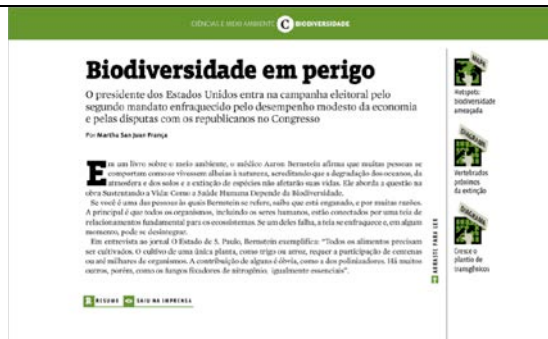 CIÊNCIAS E MEIO AMBIENTE C BIODIVERSIDADE
Biodiversidade em perigo
O presidente dos Estados Unidos entra na campanha eleitoral pelo
segundo mandato enfraquecido pelo desempenho modesto da economia
e pelas disputas com os republicanos no Congresso
Por Martha San Juan França
Em um livro sobre o meio ambiente, o médico Aaron Bernstein afirma que muitas pessoas se
comportam como se vivessem alheias à natureza, acreditando que a degradação dos oceanos, da
atmosfera e dos solos e a extinção de espécies não afetarão suas vidas. Ele aborda a questão na
obra Sustentando a Vida: Como a Saúde Humana Depende da Biodiversidade.
Se você é uma das pessoas às quais Bernstein se refere, saiba que está enganado, e por muitas razões.
A principal é que todos os organismos, incluindo os seres humanos, estão conectados por uma teia de
relacionamentos fundamental para os ecossistemas. Se um deles falha, a teia se enfraquece e, em algum
momento, pode se desintegrar.
Em entrevista ao jornal O Estado de S. Paulo, Bernstein exemplifica: "Todos os alimentos precisam
ser cultivados. O cultivo de uma única planta, como trigo ou arroz, requer a participação de centenas
ou até milhares de organismos. A contribuição de alguns é óbvia, como a dos polinizadores. Há muitos
outros, porém, como os fungos fixadores de nitrogênio, igualmente essenciais".
R RESUMO SAIU NA IMPRENSA
ARRASTE PARA LER
MAPA
Hotspots:
biodiversidade
ameaçada
Vertebrados
próximos
da extinção
Cresce o
plantio de
transgênicos